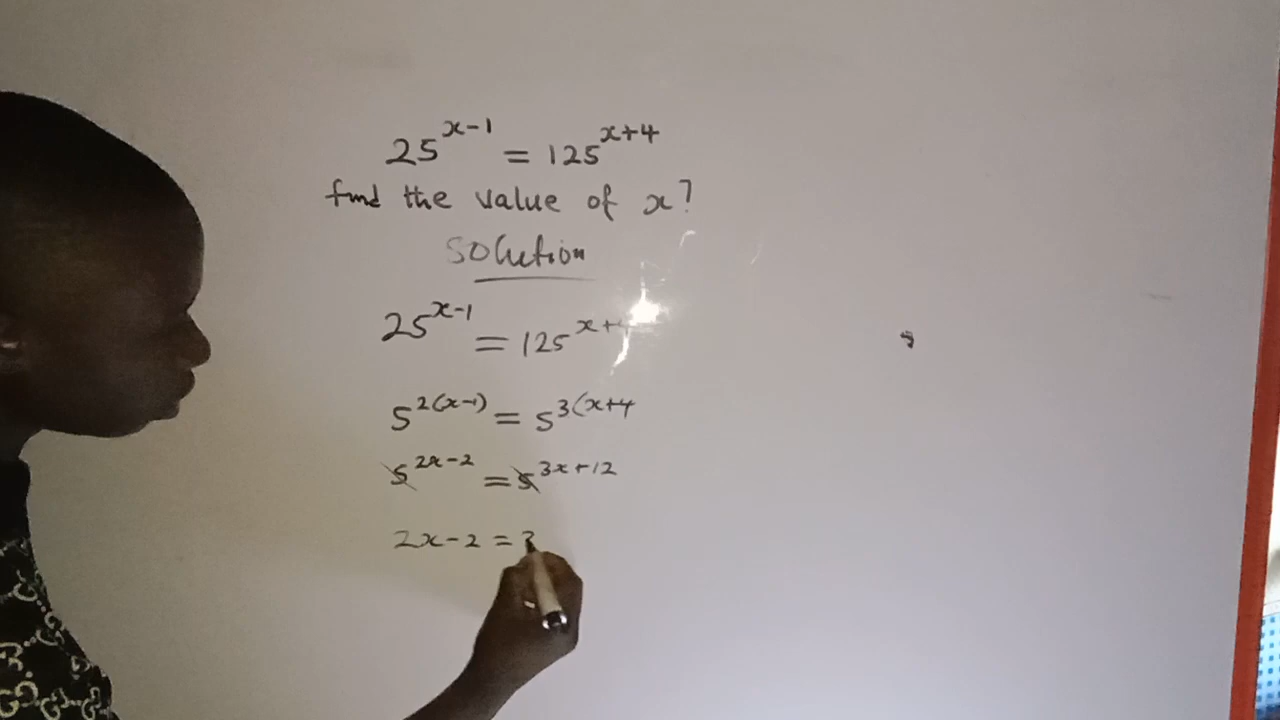 25^(x-1) = 125^(x+4)
find the value of x?
Solution
25^(x-1) = 125^(x+
5^(2(x-1)) = 5^(3(x+4
5^(2x-2) = 5^(3x+12)
2x-2 = 3